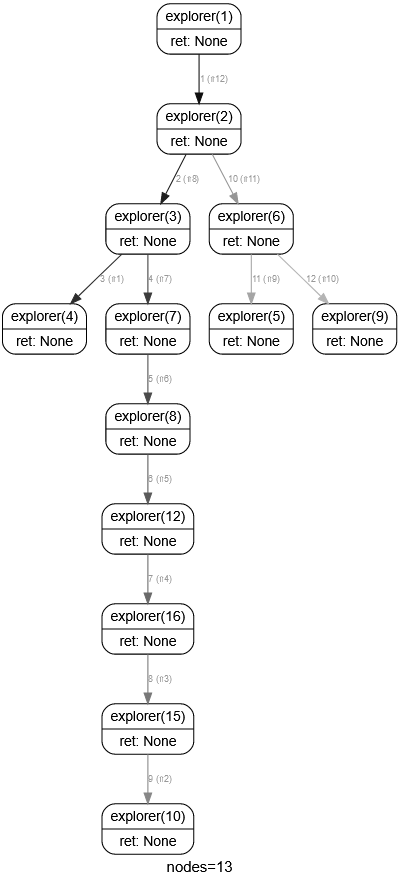 explorer(1)
ret: None
1 (⇈12)
explorer(2)
ret: None
2 (⇈8)
10 (⇈11)
explorer(3)
ret: None
explorer(6)
ret: None
3 (⇈1)
4 (⇈7)
11 (⇈9)
12 (⇈10)
explorer(4)
ret: None
explorer(7)
ret: None
explorer(5)
ret: None
explorer(9)
ret: None
5 (⇈6)
explorer(8)
ret: None
6 (⇈5)
explorer(12)
ret: None
7 (⇈4)
explorer(16)
ret: None
8 (⇈3)
explorer(15)
ret: None
9 (⇈2)
explorer(10)
ret: None
nodes=13